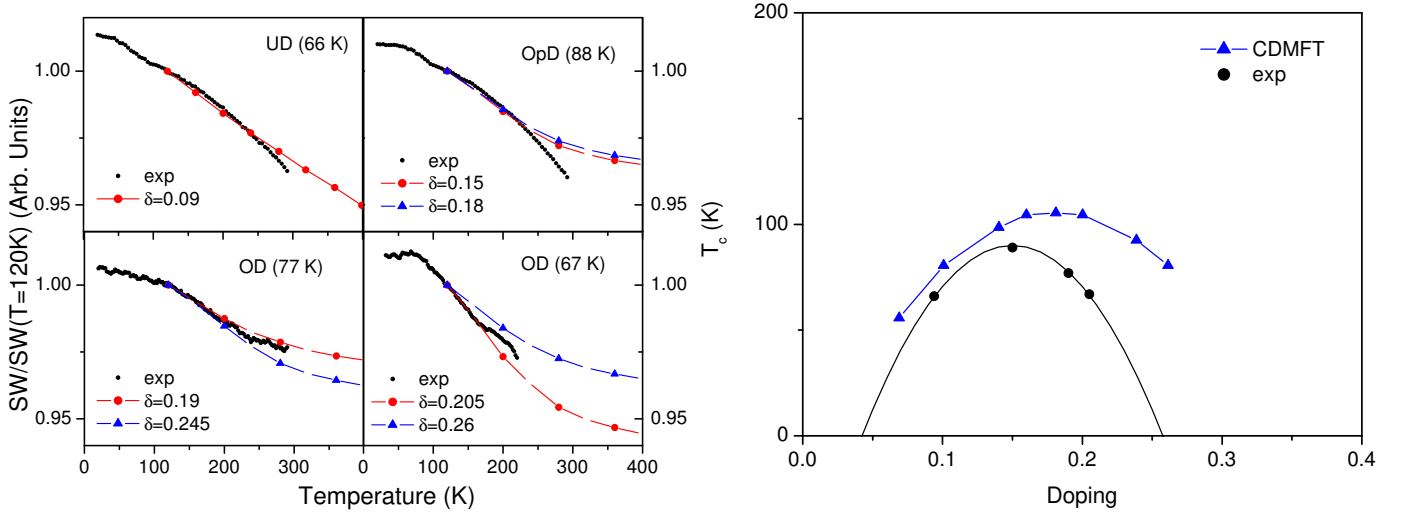 UD (66 K)
OpD (88 K)
1.00
1.00
exp
δ=0.09
exp
δ=0.15
δ=0.18
0.95
0.95
SW/SW(T=120K) (Arb. Units)
OD (77 K)
OD (67 K)
1.00
1.00
exp
δ=0.19
δ=0.245
exp
δ=0.205
δ=0.26
0.95
0.95
0 100 200 300 0 100 200 300 400
Temperature (K)
200
CDMFT
exp
100
T_c (K)
0
0.0 0.1 0.2 0.3 0.4
Doping